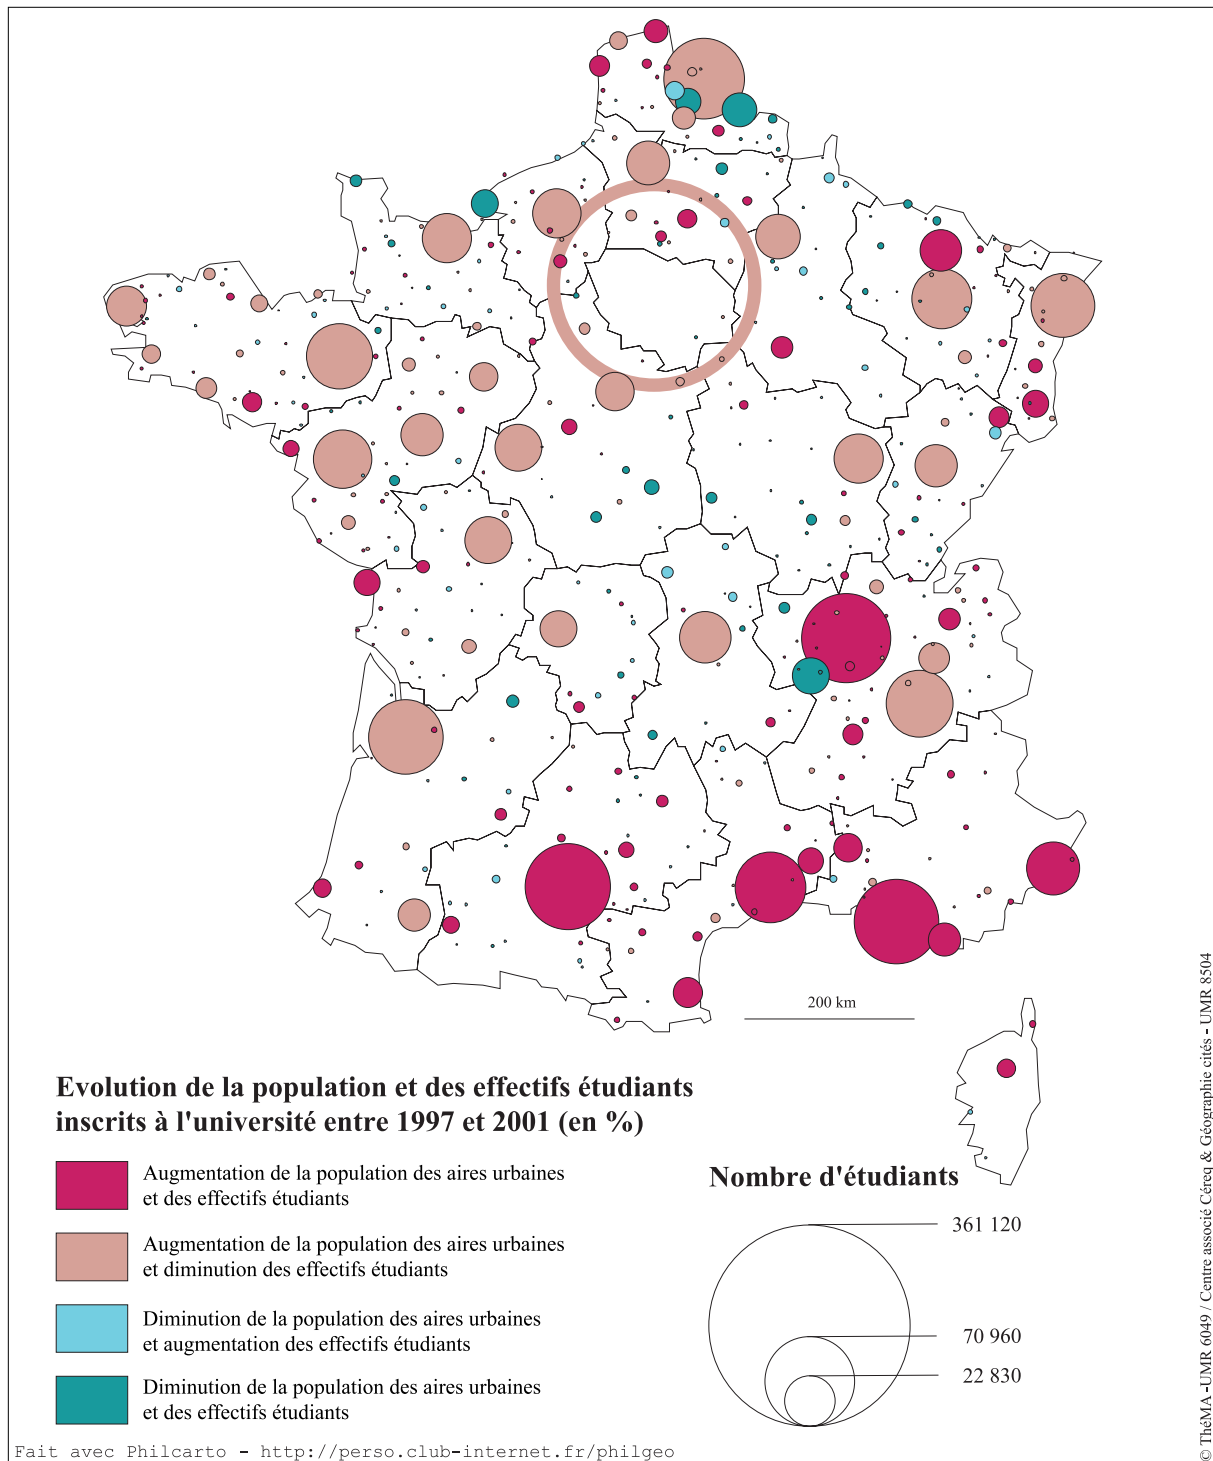 200 km
Evolution de la population et des effectifs étudiants
inscrits à l'université entre 1997 et 2001 (en %)
Augmentation de la population des aires urbaines
et des effectifs étudiants
Augmentation de la population des aires urbaines
et diminution des effectifs étudiants
Diminution de la population des aires urbaines
et augmentation des effectifs étudiants
Diminution de la population des aires urbaines
et des effectifs étudiants
Nombre d'étudiants
361 120
70 960
22 830
Fait avec Philcarto - http://perso.club-internet.fr/philgeo
© ThéMA -UMR 6049 / Centre associé Céreq & Géographie cités - UMR 8504